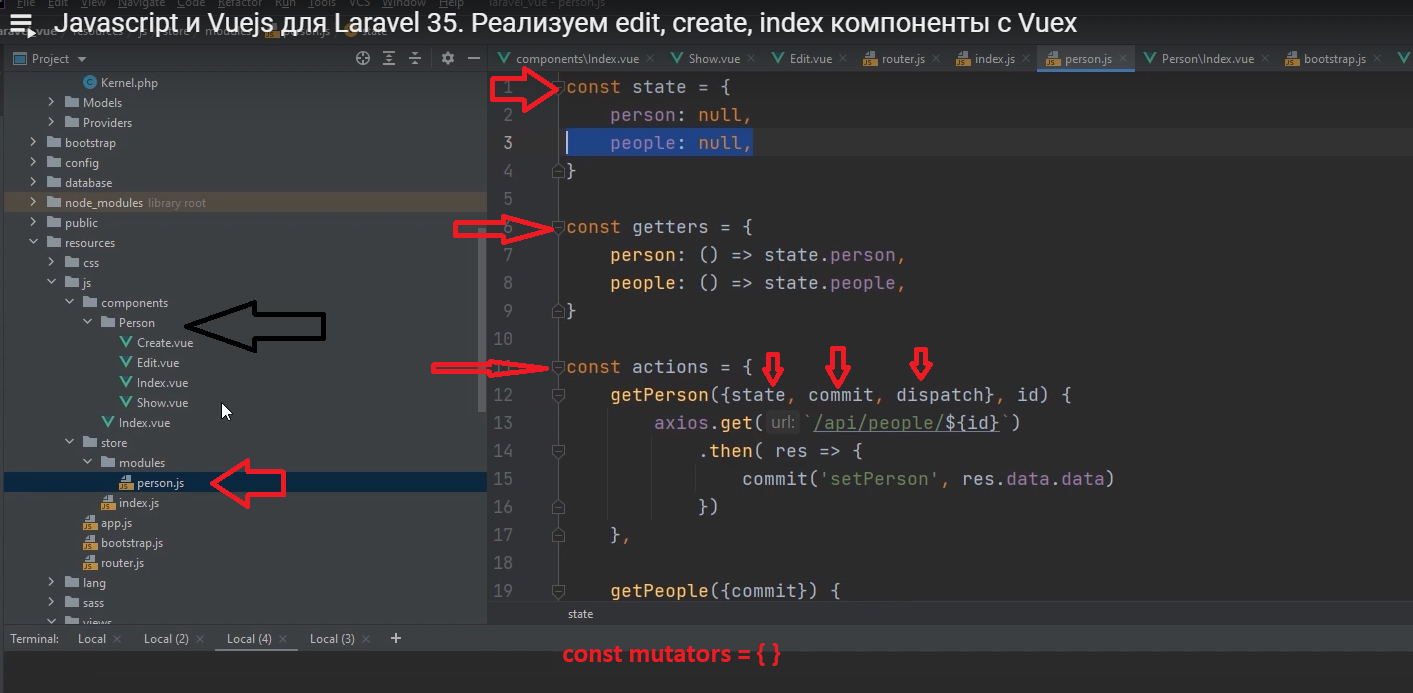 File Edit View Navigate Code Refactor Run Tools VCS Window Help laravel_vue - person.js
Javascript и Vuejs для Laravel 35. Реализуем edit, create, index компоненты с Vuex
Project
components\Index.vue Show.vue Edit.vue router.js index.js person.js Person\Index.vue bootstrap.js
Kernel.php
Models
Providers
bootstrap
config
database
node_modules library root
public
resources
css
js
components
Person
Create.vue
Edit.vue
Index.vue
Show.vue
Index.vue
store
modules
person.js
index.js
app.js
bootstrap.js
router.js
lang
sass
views
1 const state = {
2 person: null,
3 people: null,
4 }
5
6 const getters = {
7 person: () => state.person,
8 people: () => state.people,
9 }
10
11 const actions = {
12 getPerson({state, commit, dispatch}, id) {
13 axios.get( url: `/api/people/${id}`)
14 .then( res => {
15 commit('setPerson', res.data.data)
16 })
17 },
18
19 getPeople({commit}) {
state
Terminal: Local Local (2) Local (4) Local (3) +
const mutators = { }